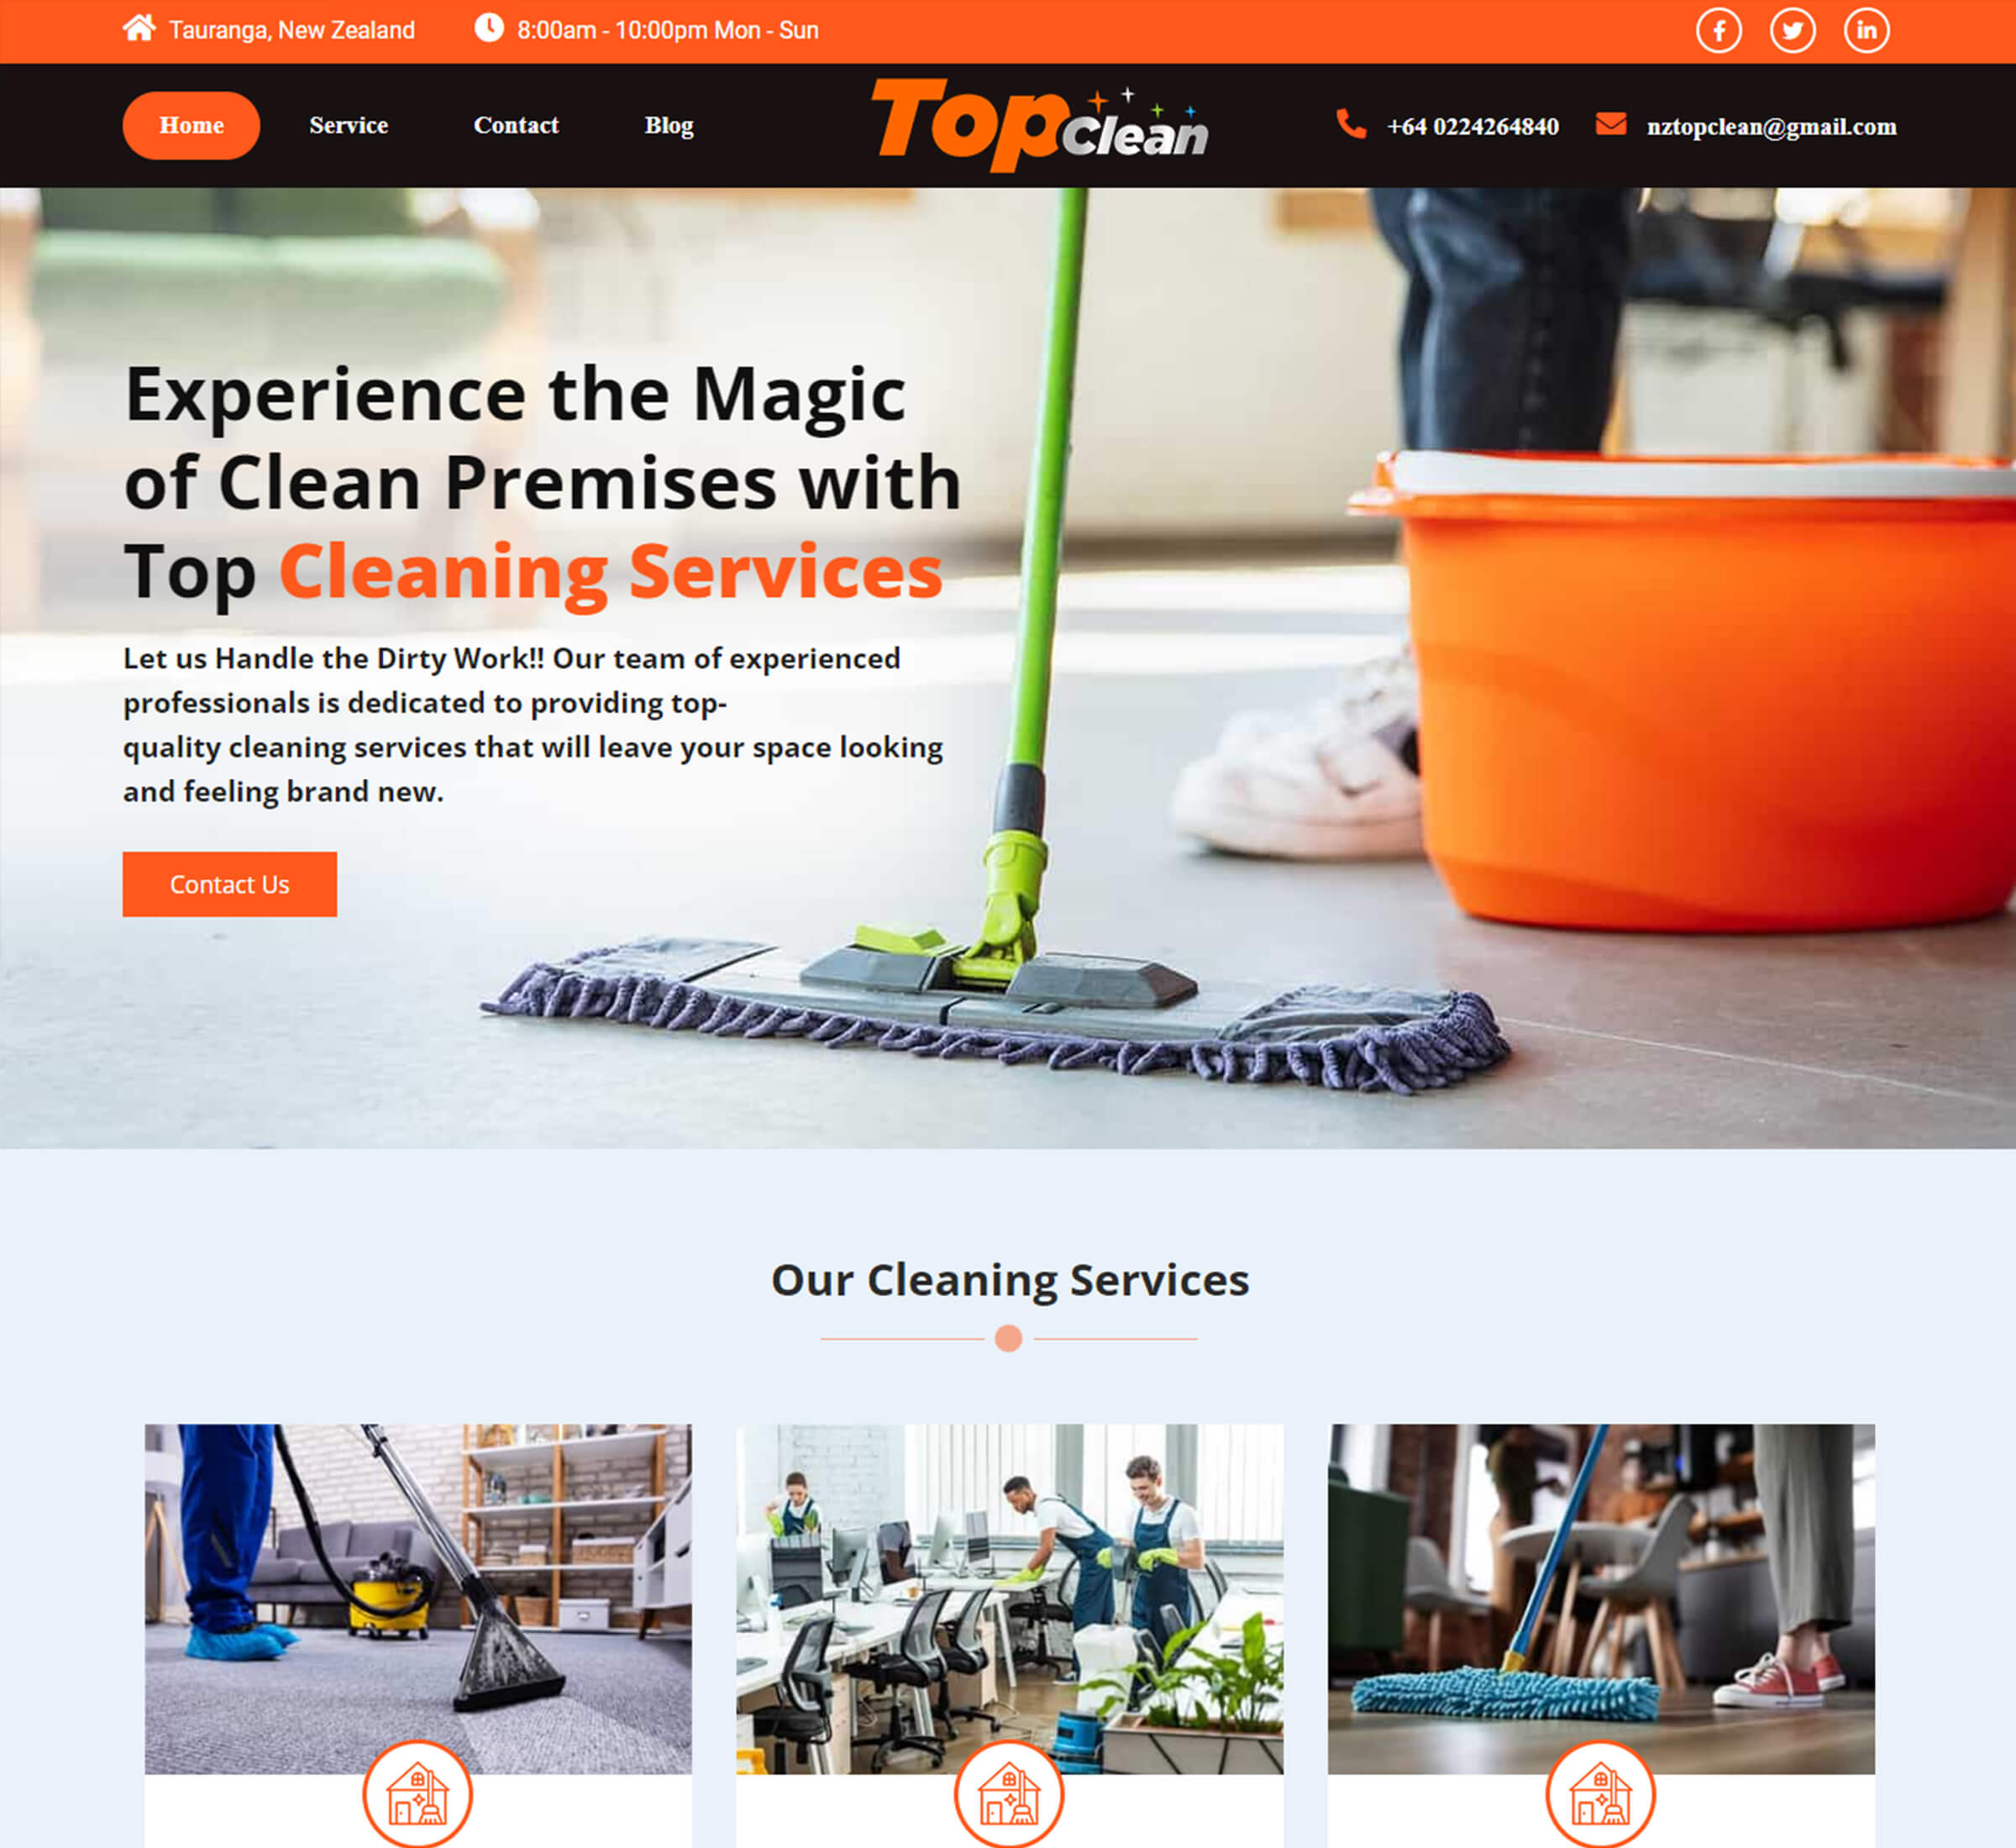 Tauranga, New Zealand
8:00am - 10:00pm Mon - Sun
Home
Service
Contact
Blog
Top Clean
+64 0224264840
nztopclean@gmail.com
Experience the Magic
of Clean Premises with
Top Cleaning Services
Let us Handle the Dirty Work!! Our team of experienced
professionals is dedicated to providing top-
quality cleaning services that will leave your space looking
and feeling brand new.
Contact Us
Our Cleaning Services